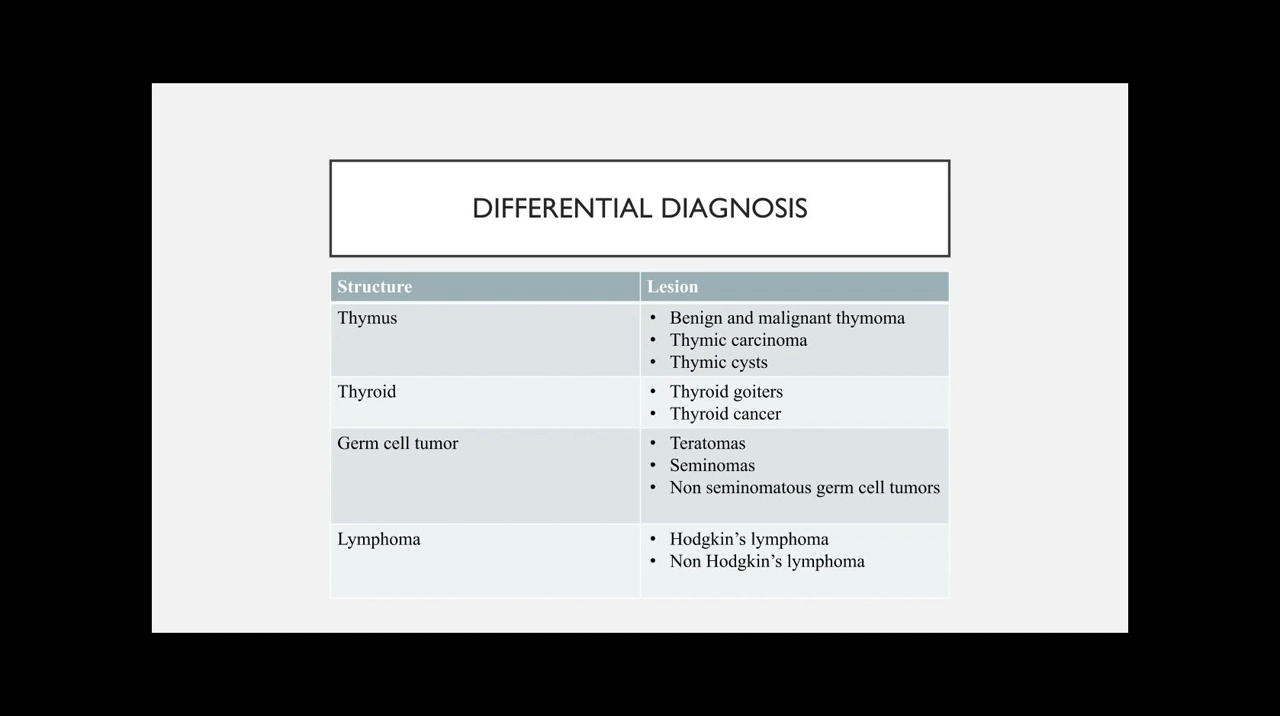 DIFFERENTIAL DIAGNOSIS
Structure Lesion
Thymus
• Benign and malignant thymoma
• Thymic carcinoma
• Thymic cysts
Thyroid
• Thyroid goiters
• Thyroid cancer
Germ cell tumor
• Teratomas
• Seminomas
• Non seminomatous germ cell tumors
Lymphoma
• Hodgkin’s lymphoma
• Non Hodgkin’s lymphoma